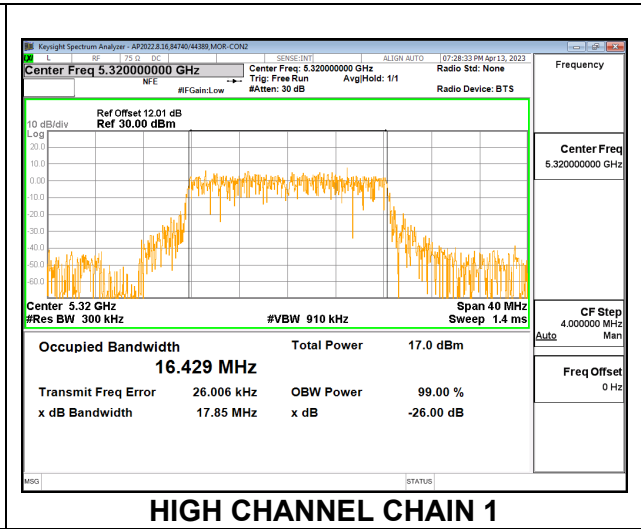 Keysight Spectrum Analyzer - AP2022.8.16,84740/44389,MOR-CON2
LXI L RF 75 Ω DC SENSE:INT ALIGN AUTO 07:28:33 PM Apr 13, 2023
Center Freq 5.320000000 GHz
NFE
#IFGain:Low
Center Freq: 5.320000000 GHz
Trig: Free Run Avg|Hold: 1/1
#Atten: 30 dB
Radio Std: None
Radio Device: BTS
Frequency
10 dB/div
Ref Offset 12.01 dB
Ref 30.00 dBm
Log
20.0
10.0
0.00
-10.0
-20.0
-30.0
-40.0
-50.0
-60.0
Center 5.32 GHz
#Res BW 300 kHz
#VBW 910 kHz
Span 40 MHz
Sweep 1.4 ms
Center Freq
5.320000000 GHz
CF Step
4.000000 MHz
Auto Man
Freq Offset
0 Hz
Occupied Bandwidth
16.429 MHz
Total Power 17.0 dBm
Transmit Freq Error 26.006 kHz OBW Power 99.00 %
x dB Bandwidth 17.85 MHz x dB -26.00 dB
MSG STATUS
HIGH CHANNEL CHAIN 1